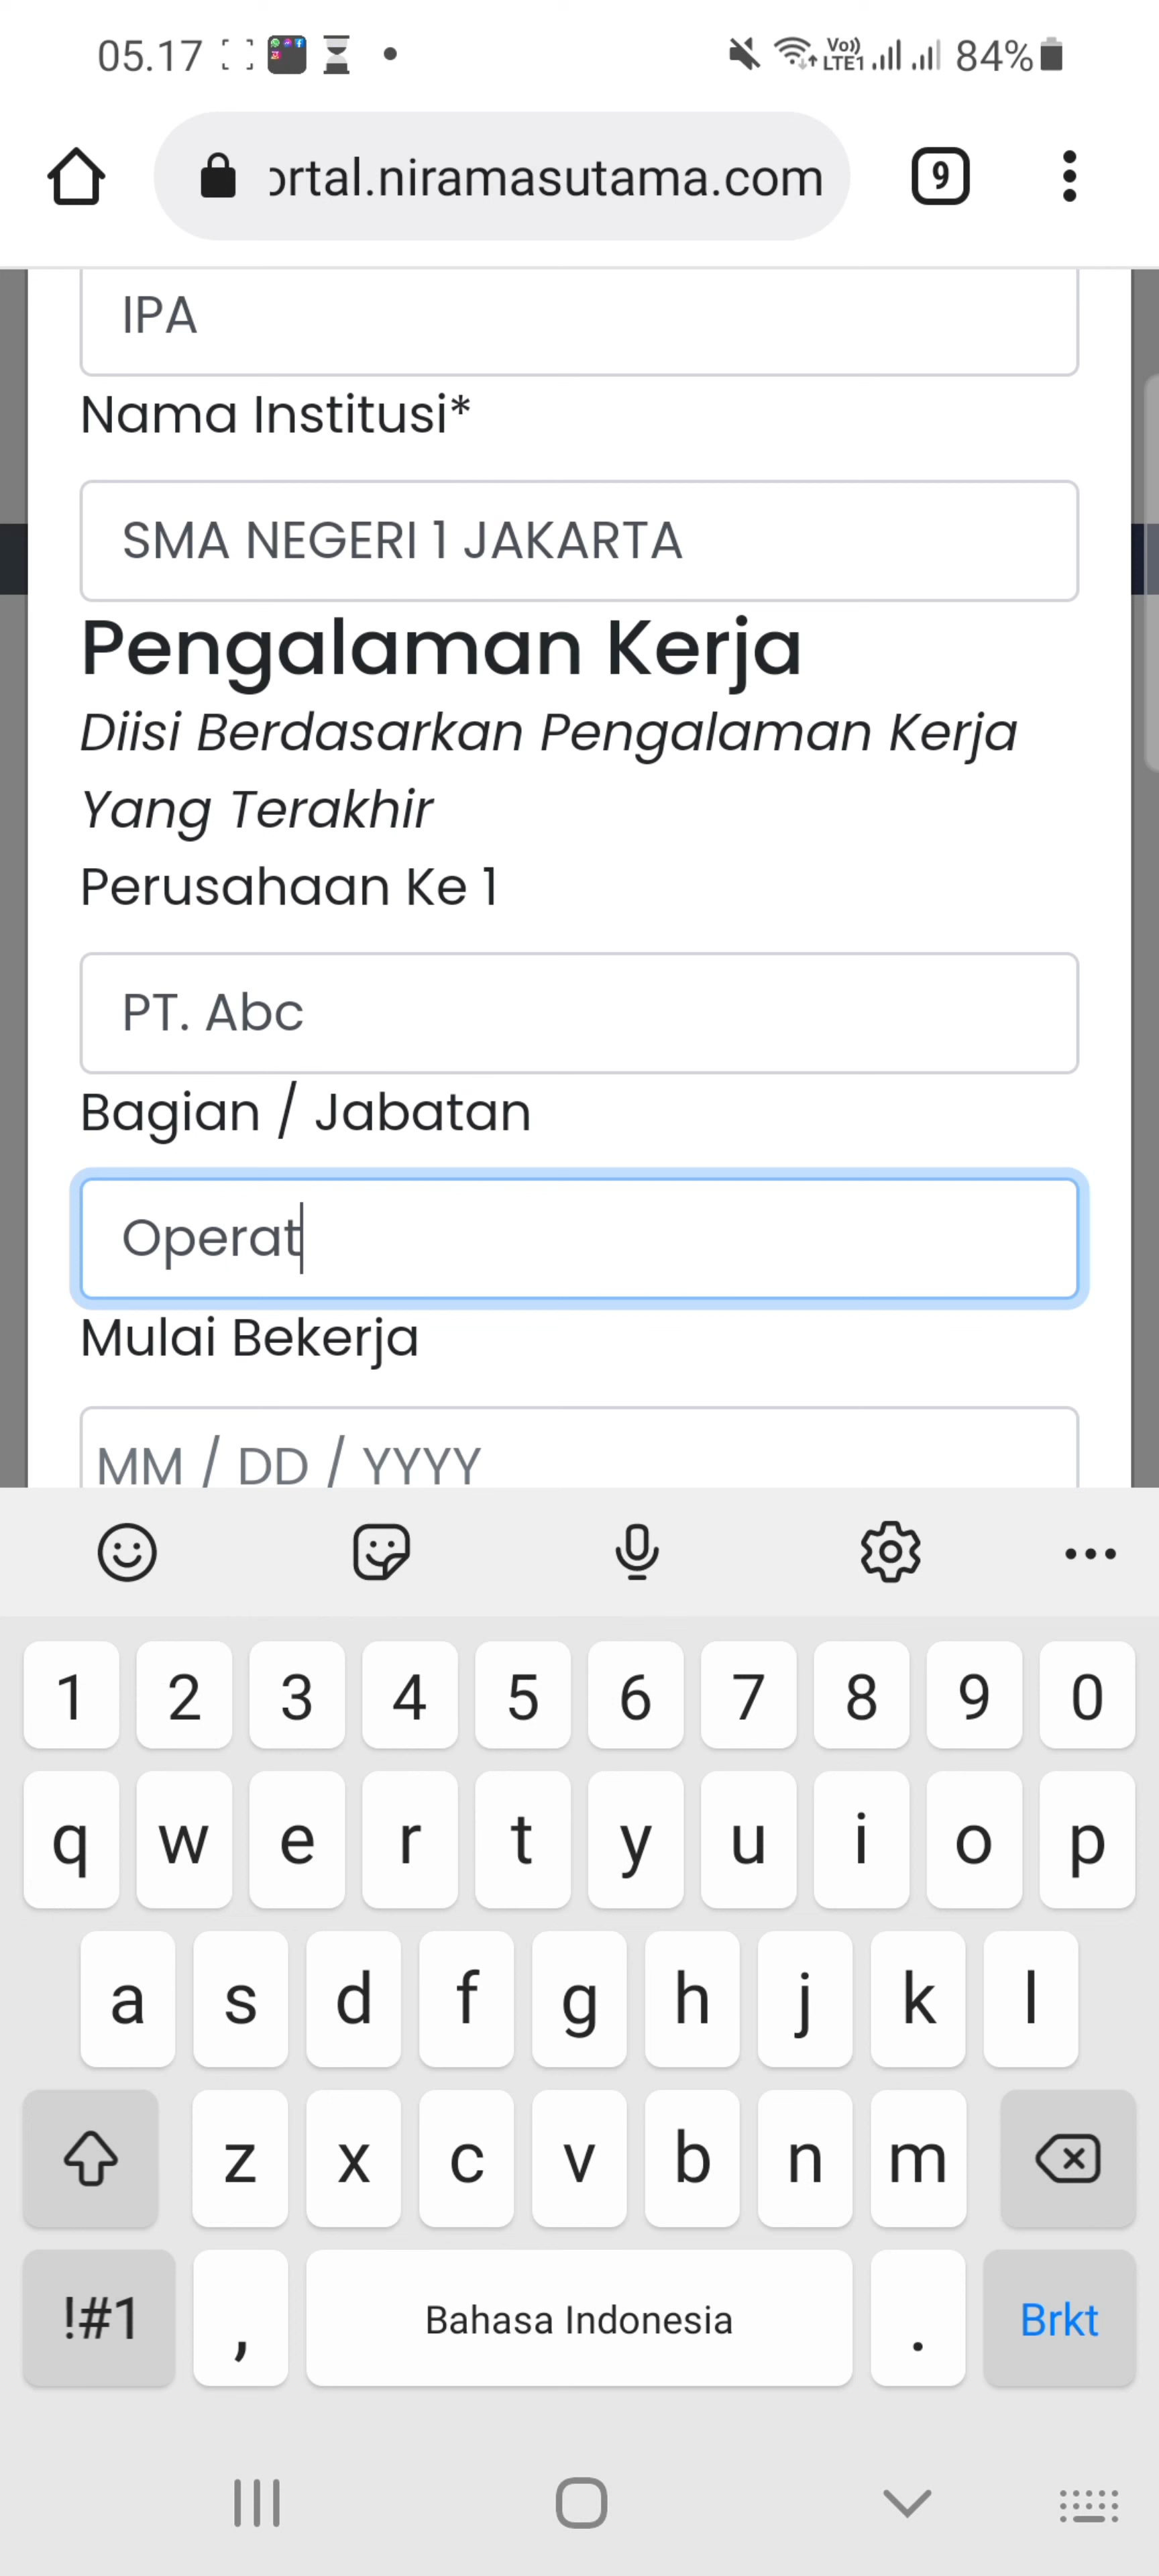 05.17
Vo))
LTE1
84%
ortal.niramasutama.com
9
IPA
Nama Institusi*
SMA NEGERI 1 JAKARTA
Pengalaman Kerja
Diisi Berdasarkan Pengalaman Kerja
Yang Terakhir
Perusahaan Ke 1
PT. Abc
Bagian / Jabatan
Operat
Mulai Bekerja
MM / DD / YYYY
1 2 3 4 5 6 7 8 9 0
q w e r t y u i o p
a s d f g h j k l
z x c v b n m
!#1 , Bahasa Indonesia . Brkt